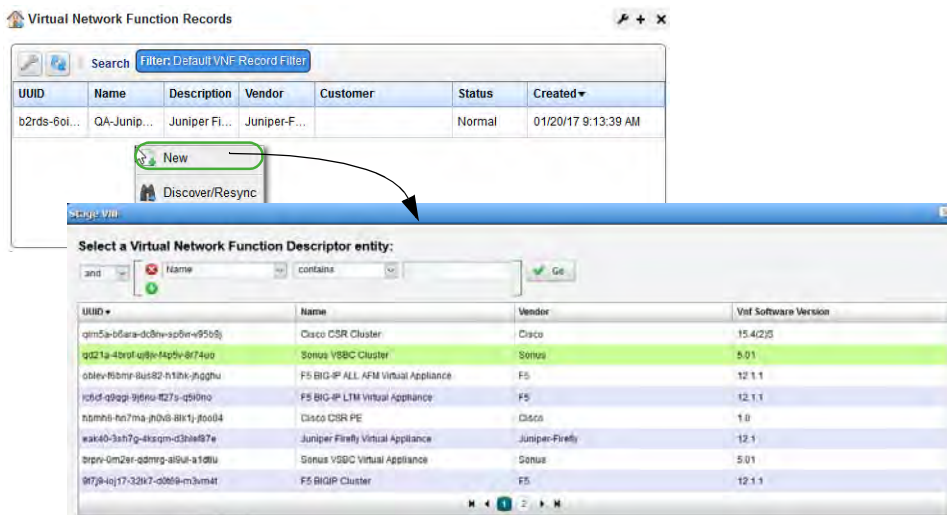 Virtual Network Function Records
Search Filter: Default VNF Record Filter
UUID Name Description Vendor Customer Status Created
b2rds-6oi... QA-Junip... Juniper Fi... Juniper-F... Normal 01/20/17 9:13:39 AM
New
Discover/Resync
Stage VNF
Select a Virtual Network Function Descriptor entity:
and Name contains Go
UUID Name Vendor Vnf Software Version
Cisco CSR Cluster Cisco 15.4(2)S
Sonus VSBC Cluster Sonus 5.01
F5 BIG-IP ALL AFM Virtual Appliance F5 12.1.1
F5 BIG-IP LTM Virtual Appliance F5 12.1.1
Cisco CSR PE Cisco 1.0
Juniper Firefly Virtual Appliance Juniper-Firefly 12.1
Sonus VSBC Virtual Appliance Sonus 5.01
F5 BIGIP Cluster F5 12.1.1
1 2